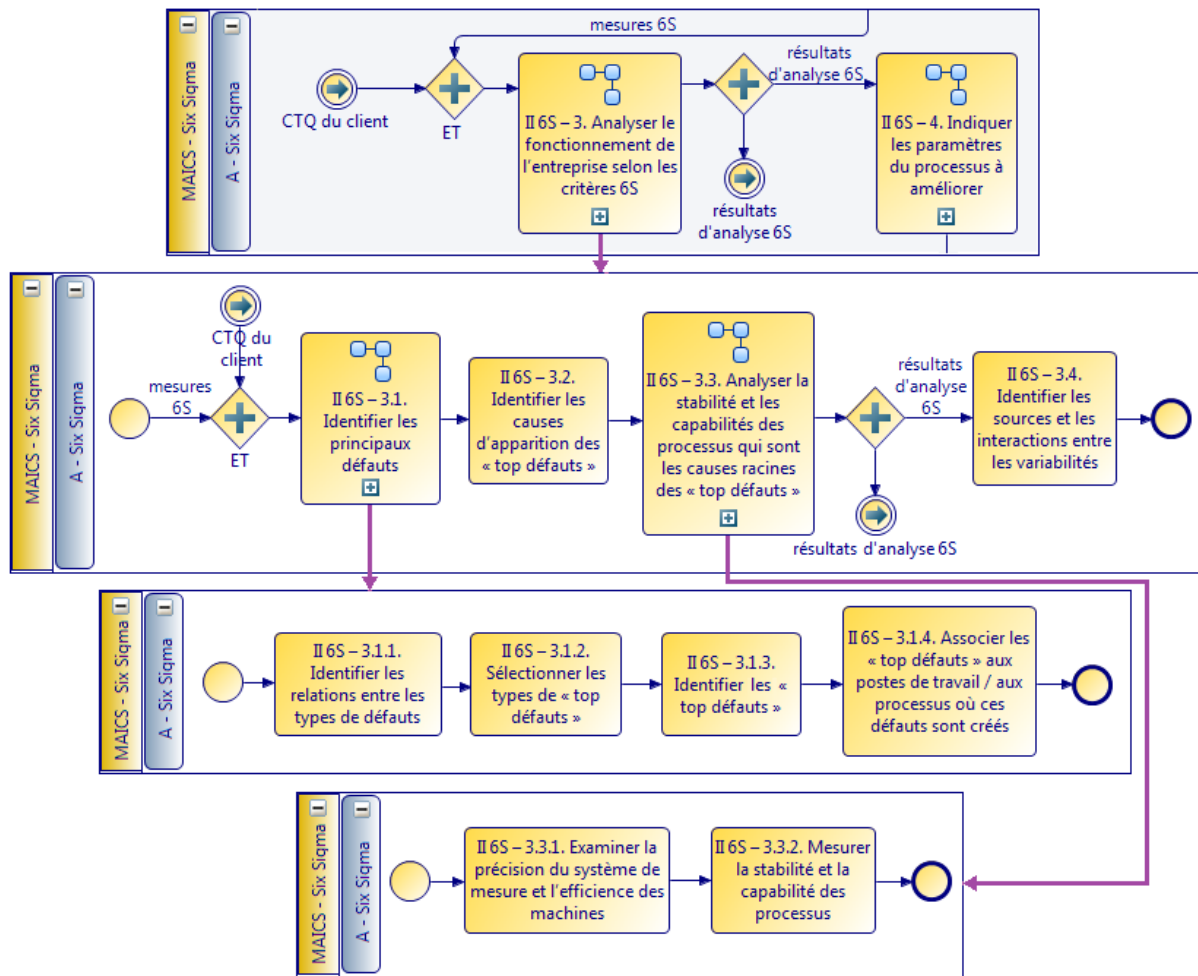 MAICS - Six Sigma
A - Six Sigma
mesures 6S
CTQ du client
ET
II 6S – 3. Analyser le
fonctionnement de
l'entreprise selon les
critères 6S
résultats
d'analyse 6S
résultats
d'analyse 6S
II 6S – 4. Indiquer
les paramètres
du processus à
améliorer
MAICS - Six Sigma
A - Six Sigma
CTQ du
client
mesures
6S
ET
II 6S – 3.1.
Identifier les
principaux
défauts
II 6S – 3.2.
Identifier les
causes
d'apparition des
« top défauts »
II 6S – 3.3. Analyser la
stabilité et les
capabilités des
processus qui sont
les causes racines
des « top défauts »
résultats
d'analyse
6S
résultats d'analyse 6S
II 6S – 3.4.
Identifier les
sources et les
interactions entre
les variabilités
MAICS - Six Sigma
A - Six Sigma
II 6S – 3.1.1.
Identifier les
relations entre les
types de défauts
II 6S – 3.1.2.
Sélectionner les
types de « top
défauts »
II 6S – 3.1.3.
Identifier les «
top défauts »
II 6S – 3.1.4. Associer les
« top défauts » aux
postes de travail / aux
processus où ces
défauts sont créés
MAICS - Six Sigma
A - Six Sigma
II 6S – 3.3.1. Examiner la
précision du système de
mesure et l'efficience des
machines
II 6S – 3.3.2. Mesurer
la stabilité et la
capabilité des
processus